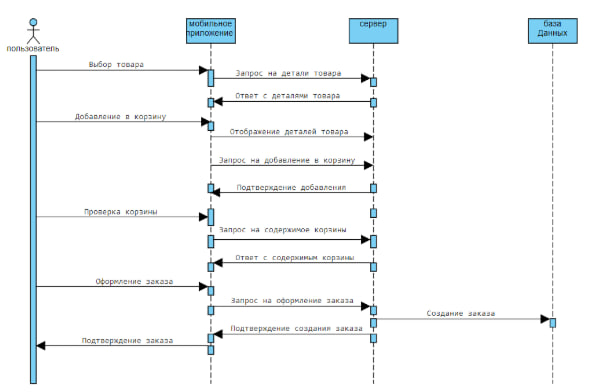 пользователь
мобильное
приложение
сервер
база
Данных
Выбор товара
Запрос на детали товара
Ответ с деталями товара
Добавление в корзину
Отображение деталей товара
Запрос на добавление в корзину
Подтверждение добавления
Проверка корзины
Запрос на содержимое корзины
Ответ с содержимым корзины
Оформление заказа
Запрос на оформление заказа
Создание заказа
Подтверждение создания заказа
Подтверждение заказа